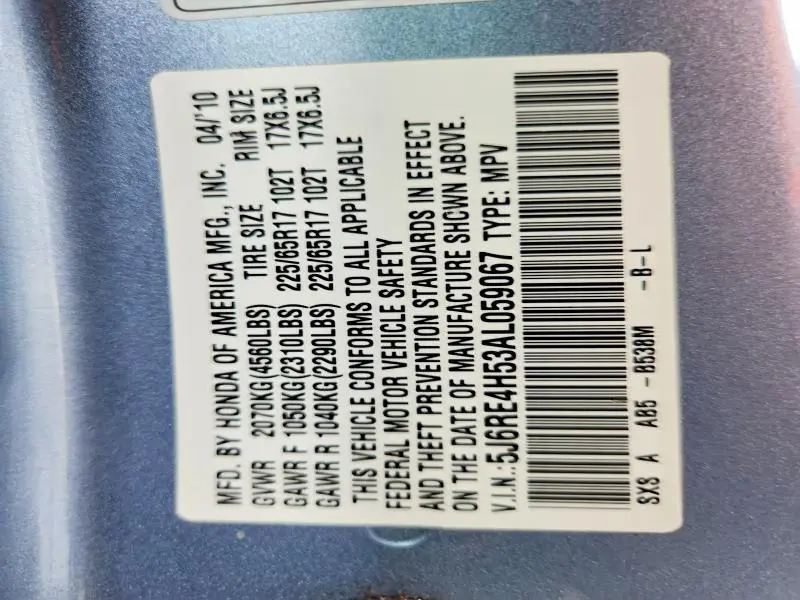 MFD. BY HONDA OF AMERICA MFG., INC. 04/'10
GVWR 2070KG(4560LBS) TIRE SIZE RIM SIZE
GAWR F 1050KG(2310LBS) 225/65R17 102T 17X6.5J
GAWR R 1040KG(2290LBS) 225/65R17 102T 17X6.5J
THIS VEHICLE CONFORMS TO ALL APPLICABLE
FEDERAL MOTOR VEHICLE SAFETY
AND THEFT PREVENTION STANDARDS IN EFFECT
ON THE DATE OF MANUFACTURE SHOWN ABOVE.
V.I.N.:5J6RE4H53AL059067 TYPE: MPV
SXS A AB5 -B538M -B-L